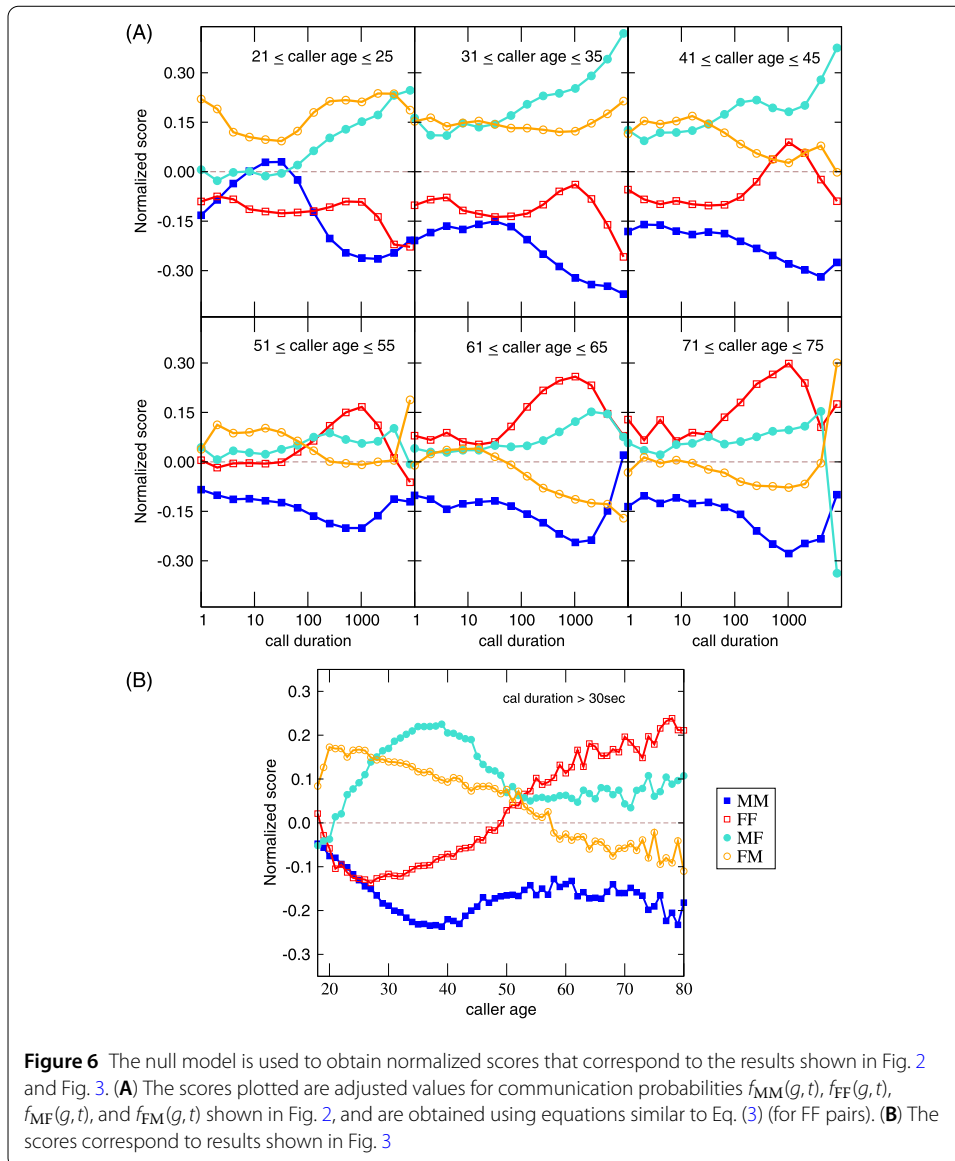 (A)
21 ≤ caller age ≤ 25
31 ≤ caller age ≤ 35
41 ≤ caller age ≤ 45
0.30
0.15
0.00
-0.15
-0.30
Normalized score
51 ≤ caller age ≤ 55
61 ≤ caller age ≤ 65
71 ≤ caller age ≤ 75
0.30
0.15
0.00
-0.15
-0.30
Normalized score
1 10 100 1000
1 10 100 1000
1 10 100 1000
call duration
call duration
call duration
(B)
cal duration > 30sec
0.3
0.2
0.1
0.0
-0.1
-0.2
-0.3
Normalized score
20 30 40 50 60 70 80
caller age
MM
FF
MF
FM
Figure 6 The null model is used to obtain normalized scores that correspond to the results shown in Fig. 2
and Fig. 3. (A) The scores plotted are adjusted values for communication probabilities fMM(g, t), fFF(g, t),
fMF(g, t), and fFM(g, t) shown in Fig. 2, and are obtained using equations similar to Eq. (3) (for FF pairs). (B) The
scores correspond to results shown in Fig. 3